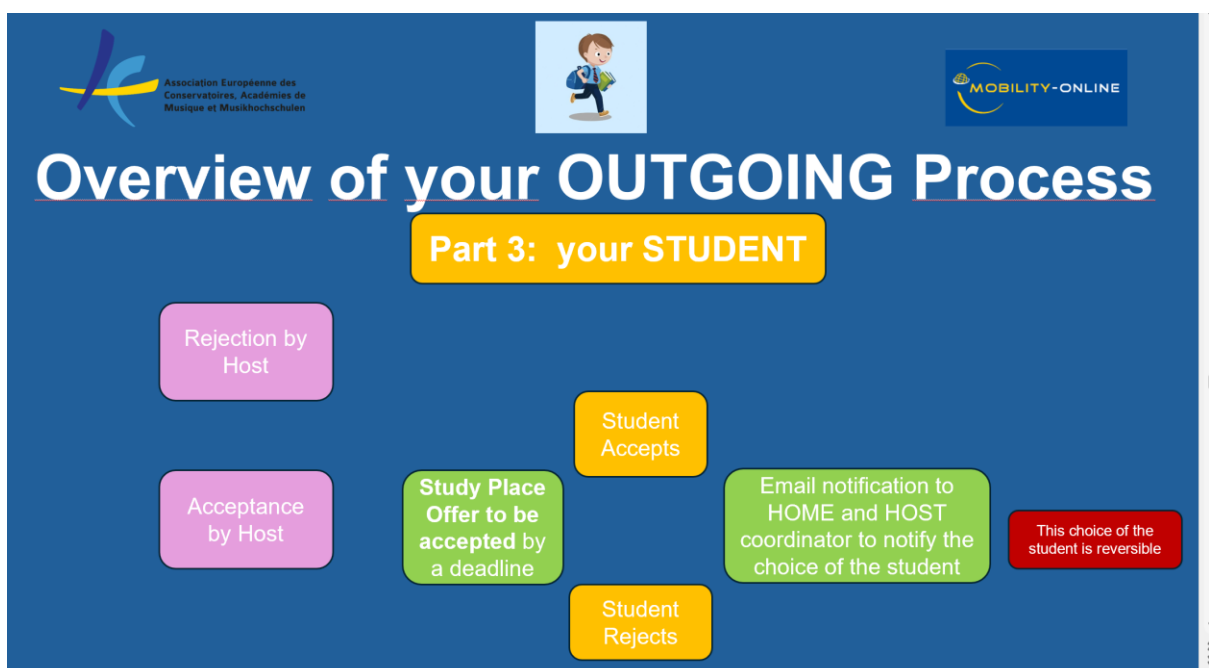 Association Européenne des
Conservatoires, Académies de
Musique et Musikhochschulen
MOBILITY-ONLINE
Overview of your OUTGOING Process
Part 3: your STUDENT
Rejection by
Host
Student
Accepts
Acceptance
by Host
Study Place
Offer to be
accepted by
a deadline
Email notification to
HOME and HOST
coordinator to notify the
choice of the student
This choice of the
student is reversible
Student
Rejects